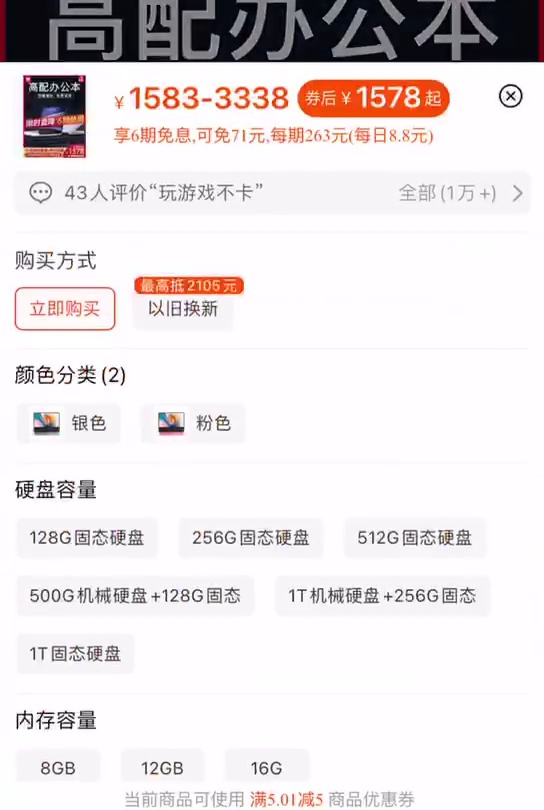 高配办公本
高配办公本
¥1583-3338 券后¥1578起
享6期免息,可免71元,每期263元(每日8.8元)
43人评价“玩游戏不卡” 全部(1万+)
购买方式
最高抵2105元
立即购买 以旧换新
颜色分类(2)
银色 粉色
硬盘容量
128G固态硬盘 256G固态硬盘 512G固态硬盘
500G机械硬盘+128G固态 1T机械硬盘+256G固态
1T固态硬盘
内存容量
8GB 12GB 16G
当前商品可使用 满5.01减5 商品优惠券